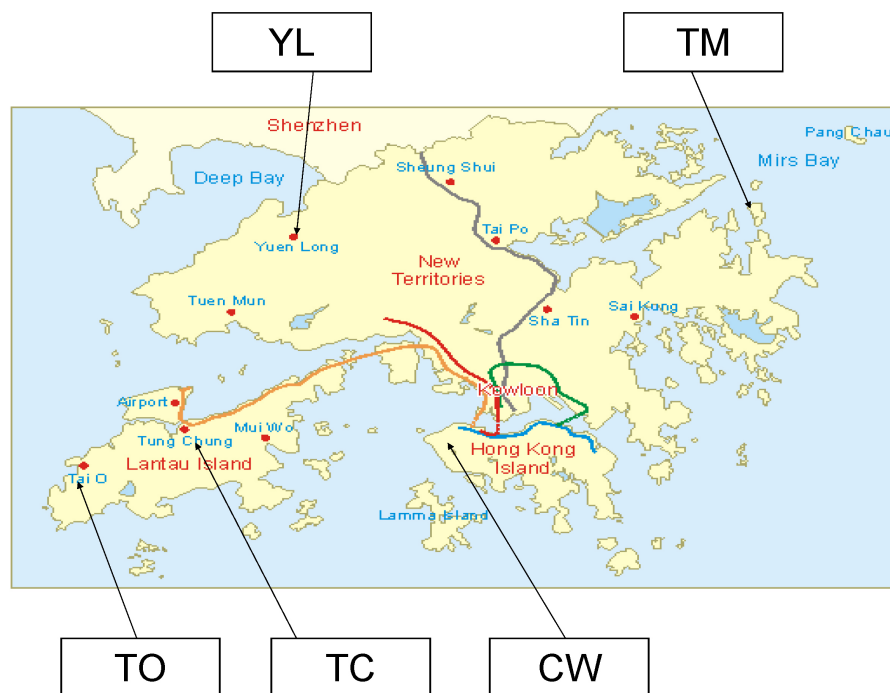 YL
TM
Shenzhen
Pang Chau
Mirs Bay
Deep Bay
Sheung Shui
Tai Po
Yuen Long
New
Territories
Tuen Mun
Sai Kung
Sha Tin
Kowloon
Airport
Mui Wo
Tung Chung
Lantau Island
Hong Kong
Island
Tai O
Lamma Island
TO
TC
CW